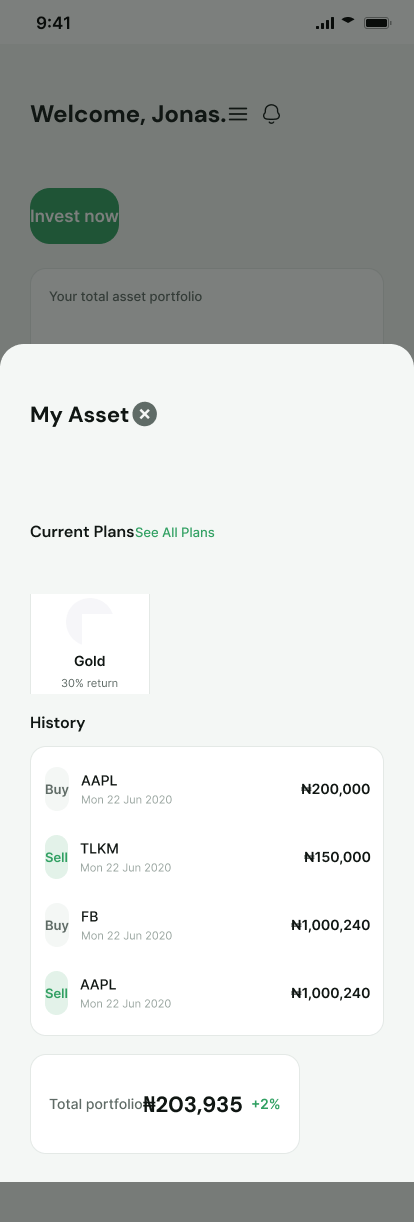 9:41
Welcome, Jonas.
Invest now
Your total asset portfolio
My Asset
Current Plans See All Plans
Gold
30% return
History
Buy AAPL ₦200,000
Mon 22 Jun 2020
Sell TLKM ₦150,000
Mon 22 Jun 2020
Buy FB ₦1,000,240
Mon 22 Jun 2020
Sell AAPL ₦1,000,240
Mon 22 Jun 2020
Total portfolio ₦203,935 +2%